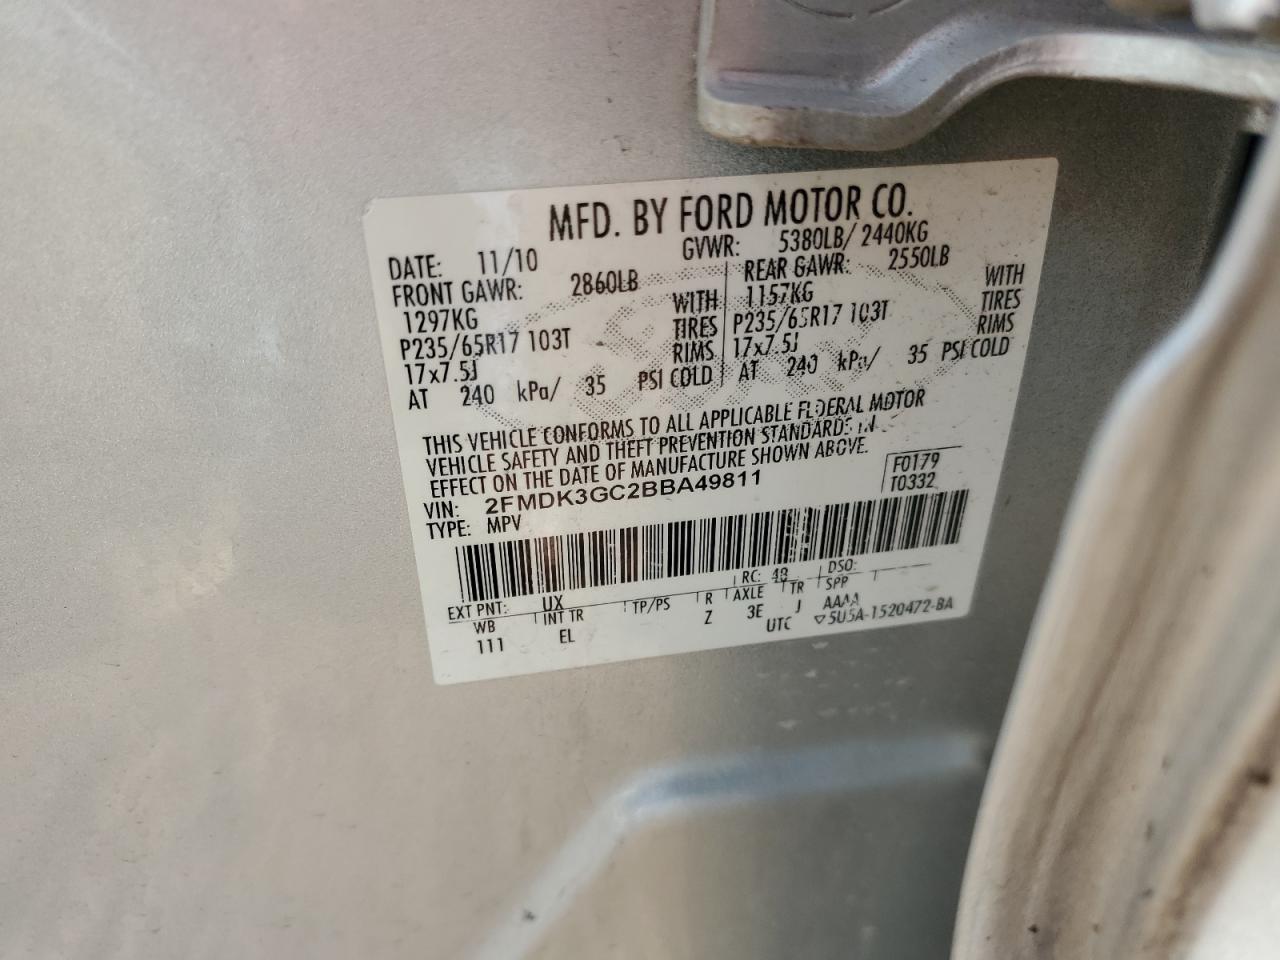 MFD. BY FORD MOTOR CO.
DATE: 11/10 GVWR: 5380LB/ 2440KG
FRONT GAWR: 2860LB REAR GAWR: 2550LB
1297KG WITH 1157KG WITH
P235/65R17 103T TIRES P235/65R17 103T TIRES
17x7.5J RIMS 17x7.5J RIMS
AT 240 kPa/ 35 PSI COLD AT 240 kPa/ 35 PSI COLD
THIS VEHICLE CONFORMS TO ALL APPLICABLE FEDERAL MOTOR
VEHICLE SAFETY AND THEFT PREVENTION STANDARDS IN
EFFECT ON THE DATE OF MANUFACTURE SHOWN ABOVE.
VIN: 2FMDK3GC2BBA49811 F0179
TYPE: MPV T0332
EXT PNT: UX RC: 48 DSO:
WB INT TR TP/PS R AXLE TR SPP
111 EL Z 3E J AAAA
UTC ▽5U5A-1520472-BA